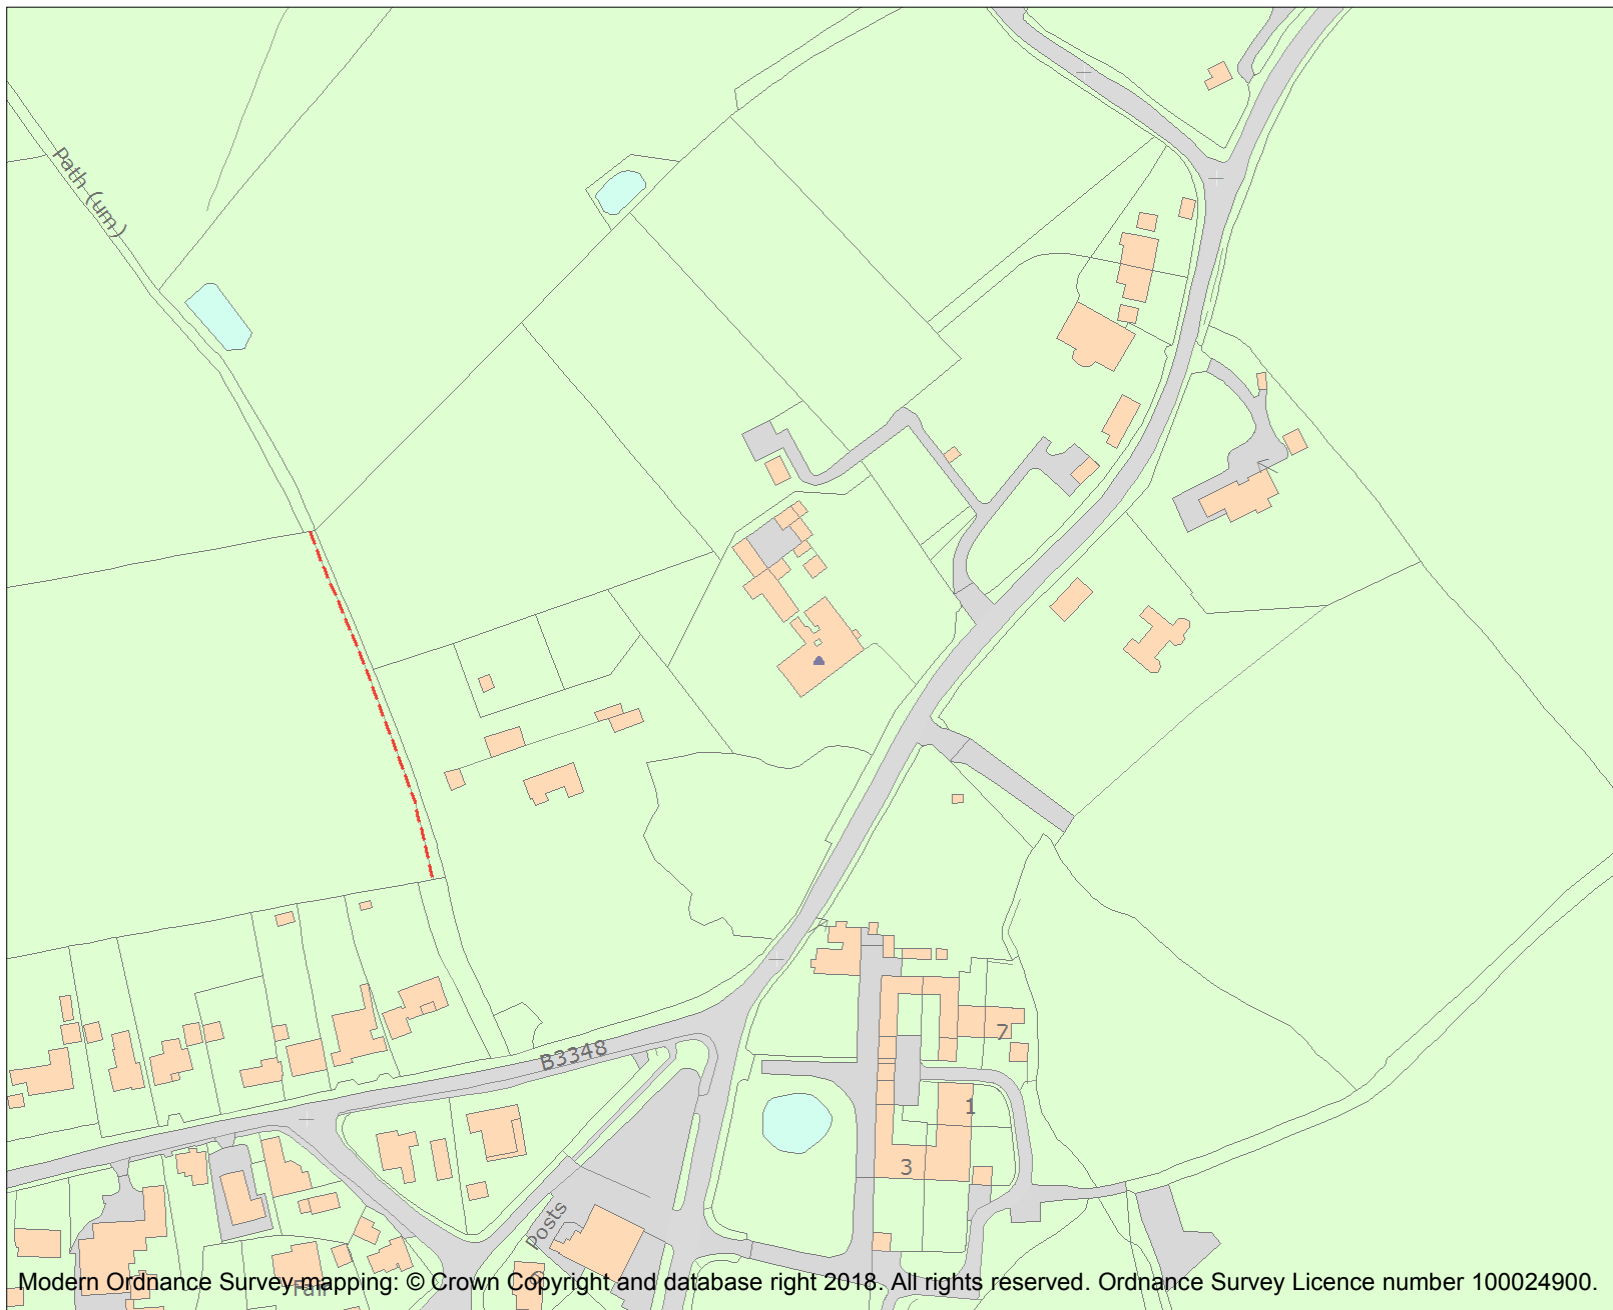 Path (um)
B3348
7
1
3
Posts
Fair
Modern Ordnance Survey mapping: © Crown Copyright and database right 2018. All rights reserved. Ordnance Survey Licence number 100024900.